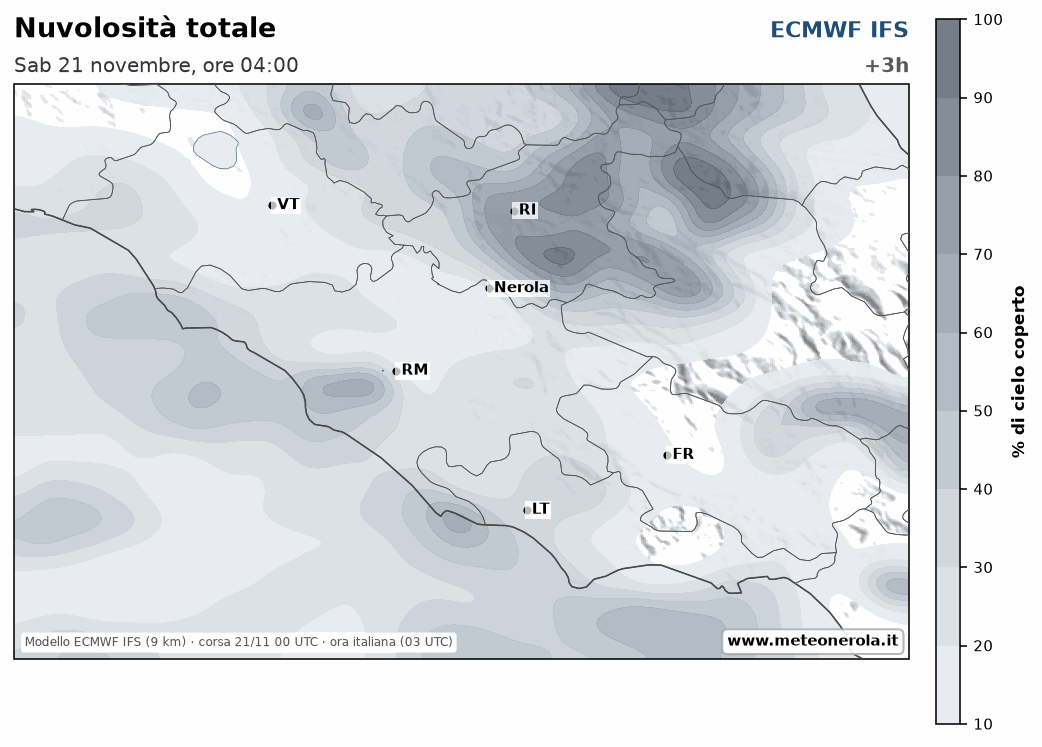 Nuvolosità totale
ECMWF IFS
Sab 21 novembre, ore 04:00
+3h
100
90
80
70
60
50
40
30
20
10
% di cielo coperto
VT
RI
Nerola
RM
FR
LT
Modello ECMWF IFS (9 km) · corsa 21/11 00 UTC · ora italiana (03 UTC)
www.meteonerola.it